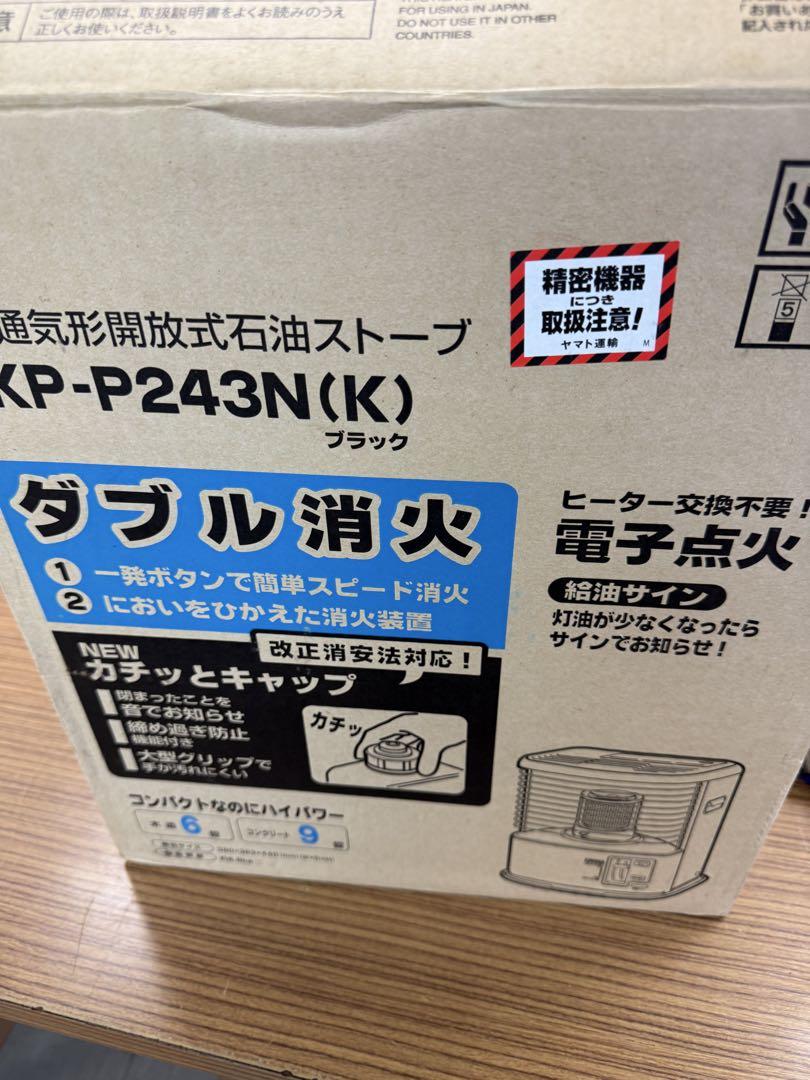 ご使用の際は、取扱説明書をよくお読みのうえ
正しくお使いください。
FOR USING IN JAPAN.
DO NOT USE IT IN OTHER
COUNTRIES.
「お買い
記入され
精密機器
につき
取扱注意!
ヤマト運輸 M
5
通気形開放式石油ストーブ
KP-P243N(K)
ブラック
ダブル消火
1 一発ボタンで簡単スピード消火
2 においをひかえた消火装置
ヒーター交換不要!
電子点火
給油サイン
灯油が少なくなったら
サインでお知らせ!
改正消安法対応!
NEW
カチッとキャップ
閉まったことを
音でお知らせ
締め過ぎ防止
機能付き
大型グリップで
手が汚れにくい
カチッ
コンパクトなのにハイパワー
木造 6 畳
コンクリート 9 畳